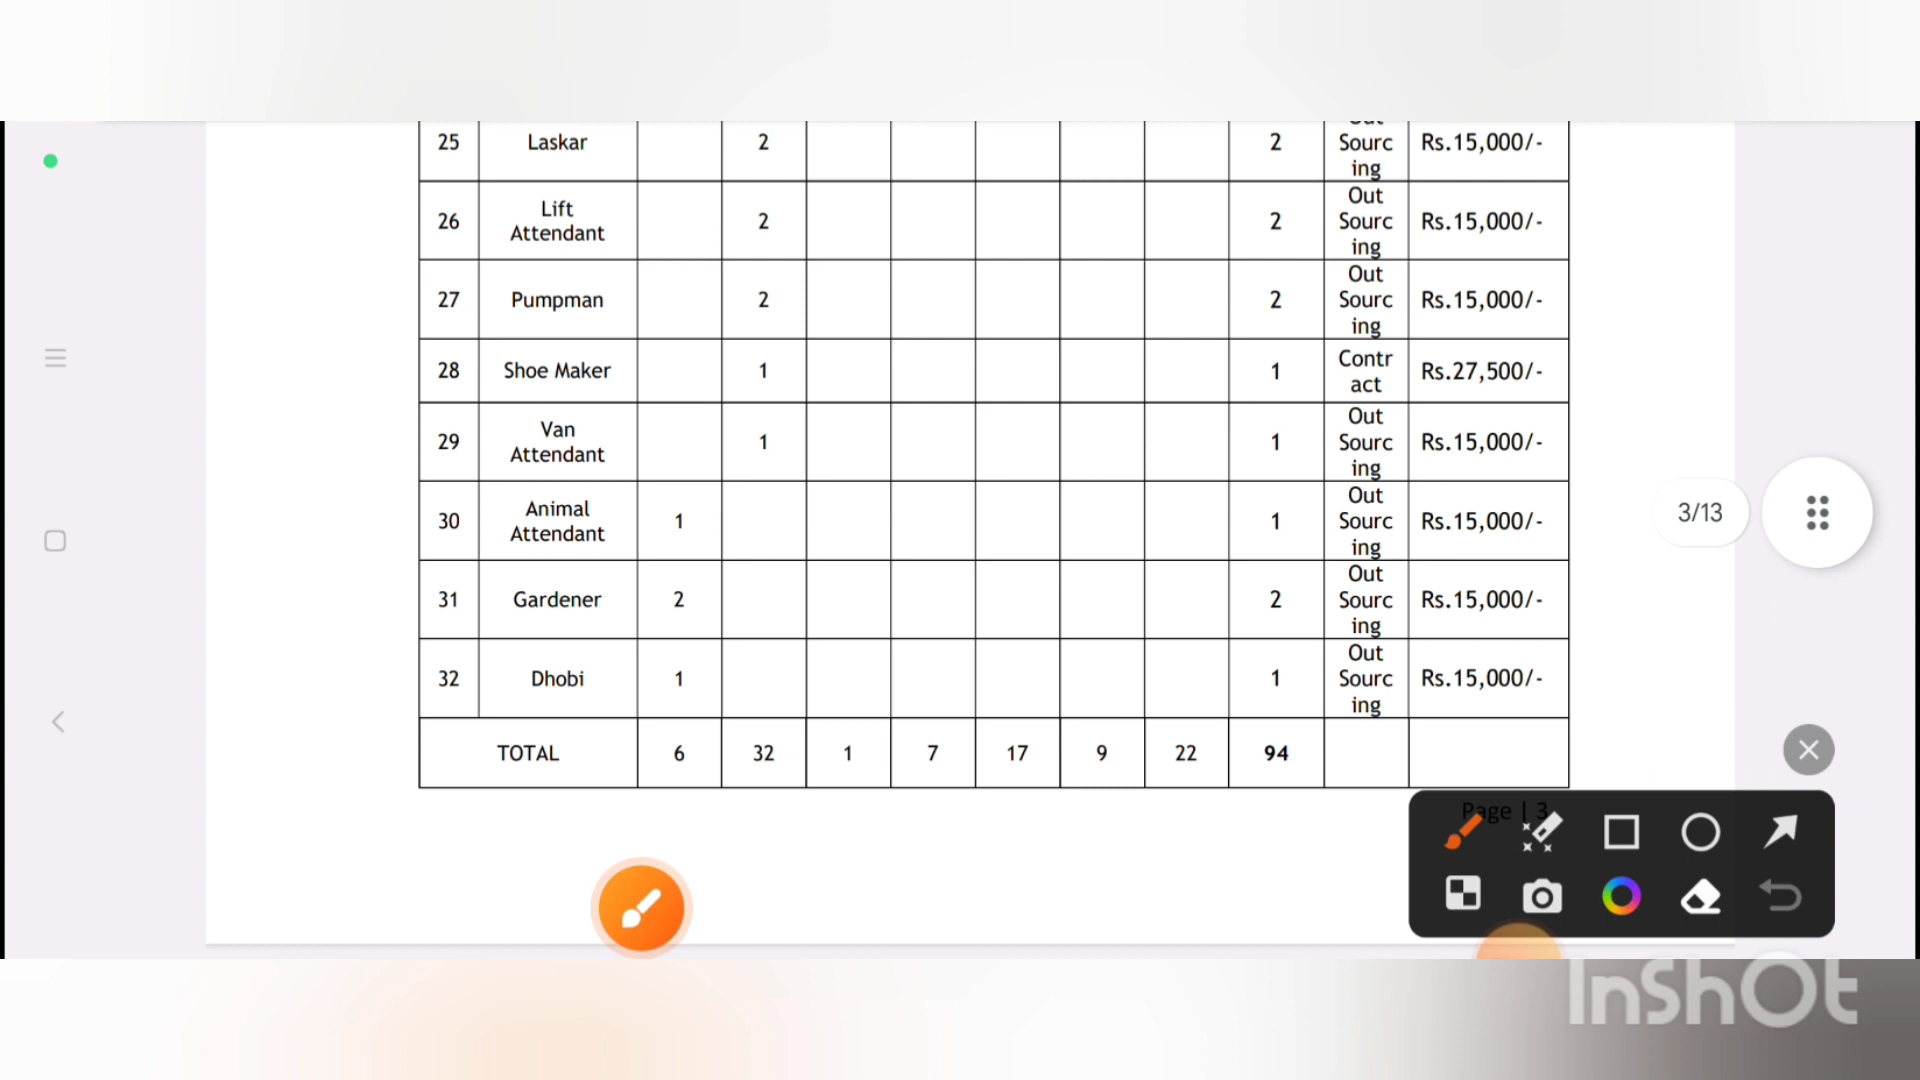 25 Laskar 2 2 Sourc ing Rs.15,000/-
26 Lift Attendant 2 2 Out Sourc ing Rs.15,000/-
27 Pumpman 2 2 Out Sourc ing Rs.15,000/-
28 Shoe Maker 1 1 Contr act Rs.27,500/-
29 Van Attendant 1 1 Out Sourc ing Rs.15,000/-
30 Animal Attendant 1 1 Out Sourc ing Rs.15,000/-
31 Gardener 2 2 Out Sourc ing Rs.15,000/-
32 Dhobi 1 1 Out Sourc ing Rs.15,000/-
TOTAL 6 32 1 7 17 9 22 94
3/13
Page | 3
InShOt